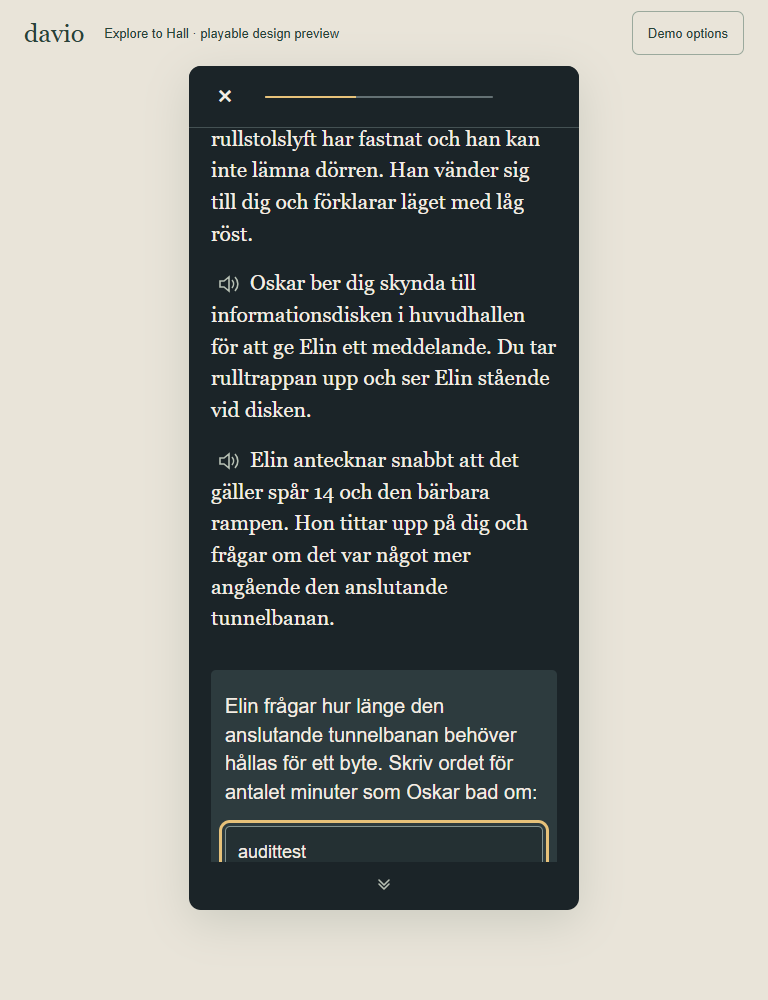 davio
Explore to Hall · playable design preview
Demo options
rullstolslyft har fastnat och han kan
inte lämna dörren. Han vänder sig
till dig och förklarar läget med låg
röst.
Oskar ber dig skynda till
informationsdisken i huvudhallen
för att ge Elin ett meddelande. Du tar
rulltrappan upp och ser Elin stående
vid disken.
Elin antecknar snabbt att det
gäller spår 14 och den bärbara
rampen. Hon tittar upp på dig och
frågar om det var något mer
angående den anslutande
tunnelbanan.
Elin frågar hur länge den
anslutande tunnelbanan behöver
hållas för ett byte. Skriv ordet för
antalet minuter som Oskar bad om:
audittest